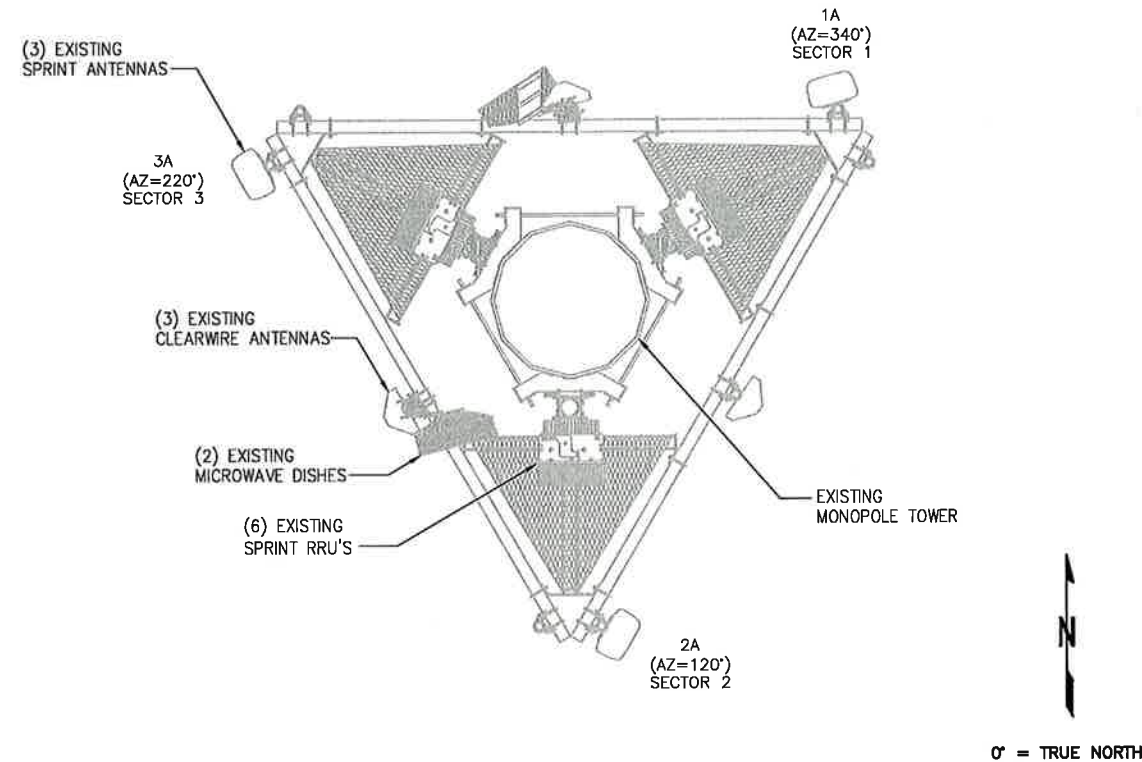 1A
(AZ=340°)
SECTOR 1
(3) EXISTING
SPRINT ANTENNAS
3A
(AZ=220°)
SECTOR 3
(3) EXISTING
CLEARWIRE ANTENNAS
(2) EXISTING
MICROWAVE DISHES
(6) EXISTING
SPRINT RRU'S
EXISTING
MONOPOLE TOWER
2A
(AZ=120°)
SECTOR 2
N
0° = TRUE NORTH